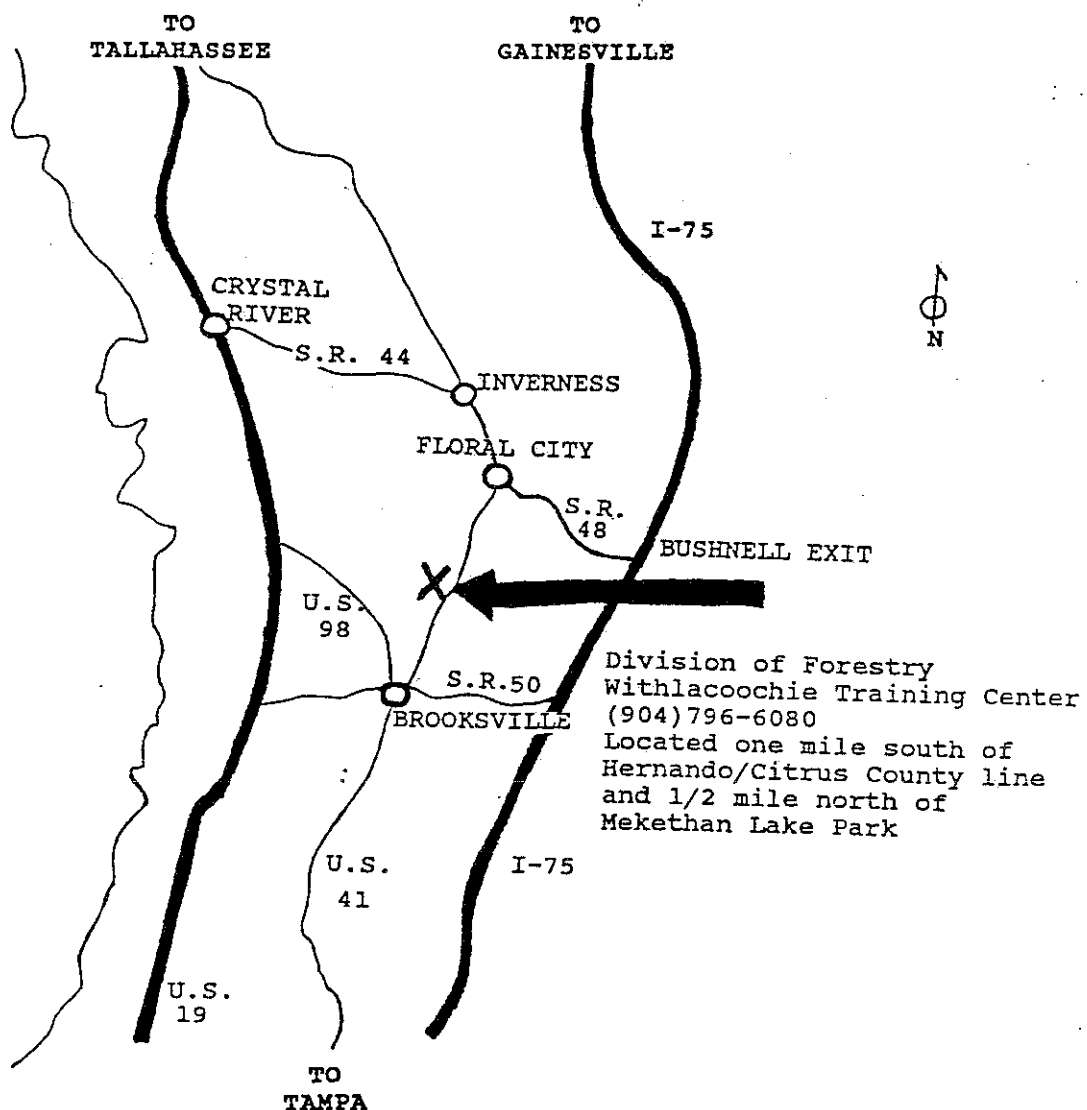 TO
TALLAHASSEE
TO
GAINESVILLE
I-75
N
CRYSTAL
RIVER
S.R. 44
INVERNESS
FLORAL CITY
S.R.
48
BUSHNELL EXIT
X
U.S.
98
S.R.50
BROOKSVILLE
Division of Forestry
Withlacoochie Training Center
(904)796-6080
Located one mile south of
Hernando/Citrus County line
and 1/2 mile north of
Mekethan Lake Park
U.S.
41
I-75
U.S.
19
TO
TAMPA